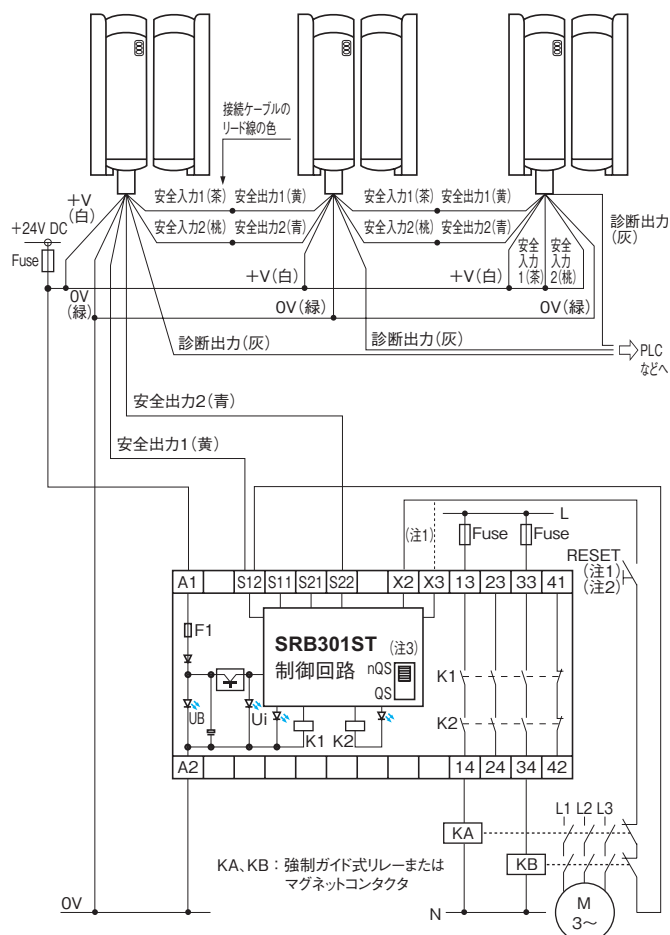 接続ケーブルの
リード線の色
+V
(白)
安全入力1(茶) 安全出力1(黄)
安全入力1(茶) 安全出力1(黄)
安全入力2(桃) 安全出力2(青)
安全入力2(桃) 安全出力2(青)
診断出力
(灰)
+24V DC
Fuse
安全
入力
1(茶)
安全
入力
2(桃)
+V(白)
+V(白)
0V
(緑)
0V(緑)
0V(緑)
診断出力(灰)
診断出力(灰)
PLC
などへ
安全出力2(青)
安全出力1(黄)
(注1)
L
Fuse
Fuse
RESET
(注1)
(注2)
A1 S12 S11 S21 S22 X2 X3 13 23 33 41
F1
SRB301ST (注3)
制御回路 nQS
QS
K1
UB
Ui
K1
K2
K2
A2 14 24 34 42
L1 L2 L3
KA
KB
KA、KB：強制ガイド式リレーまたは
マグネットコンタクタ
0V
N
M
3~